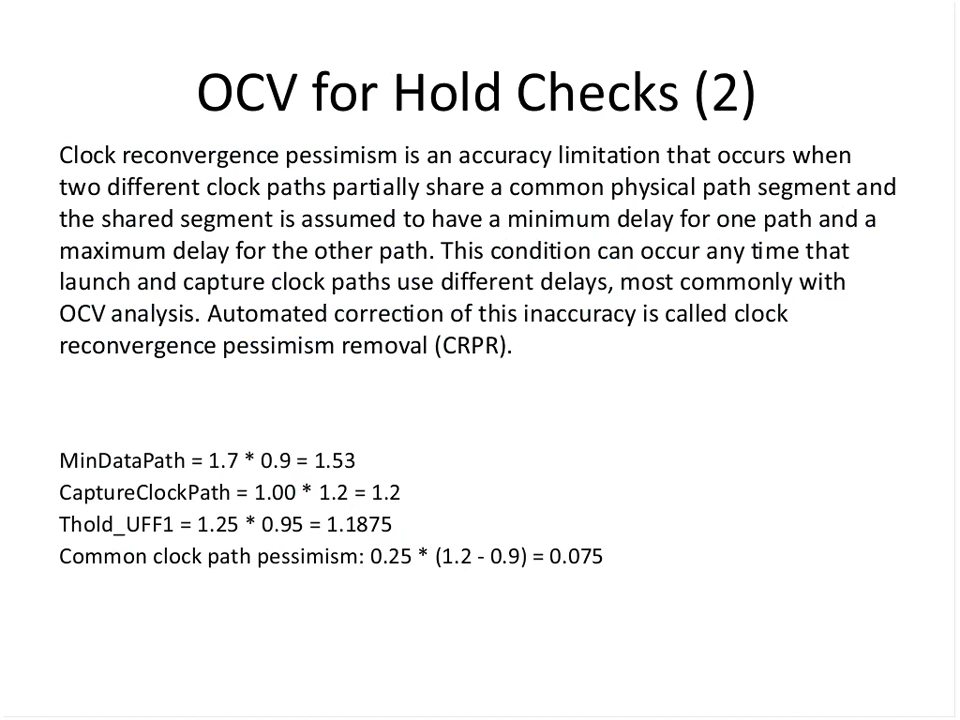 OCV for Hold Checks (2)
Clock reconvergence pessimism is an accuracy limitation that occurs when
two different clock paths partially share a common physical path segment and
the shared segment is assumed to have a minimum delay for one path and a
maximum delay for the other path. This condition can occur any time that
launch and capture clock paths use different delays, most commonly with
OCV analysis. Automated correction of this inaccuracy is called clock
reconvergence pessimism removal (CRPR).
MinDataPath = 1.7 * 0.9 = 1.53
CaptureClockPath = 1.00 * 1.2 = 1.2
Thold_UFF1 = 1.25 * 0.95 = 1.1875
Common clock path pessimism: 0.25 * (1.2 - 0.9) = 0.075